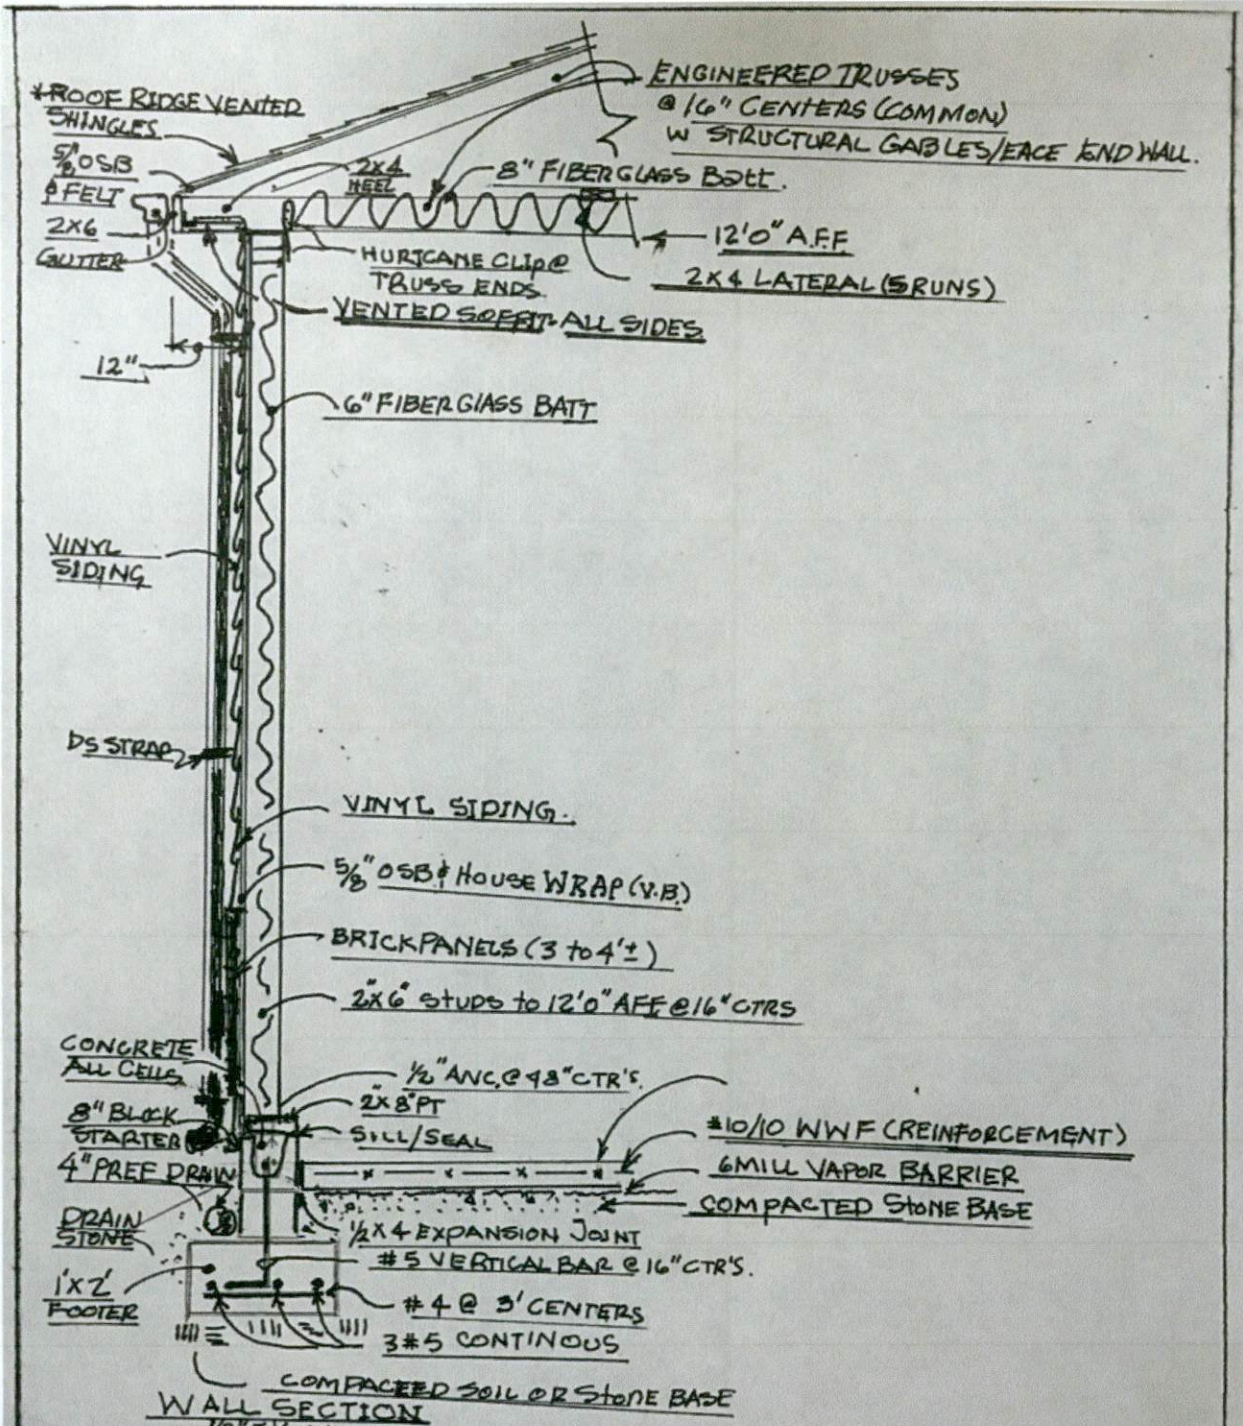 ENGINEERED TRUSSES
@ 16" CENTERS (COMMON)
W STRUCTURAL GABLES/EACE END WALL.
*ROOF RIDGE VENTED
SHINGLES
5/8" OSB
& FELT
2X6
GUTTER
2X4
HEEL
8" FIBERGLASS Batt.
12'0" A.F.F
HURICANE CLIP @
TRUSS ENDS.
2X4 LATERAL (5 RUNS)
VENTED SOFFIT- ALL SIDES
12"
6" FIBERGLASS BATT
VINYL
SIDING
DS STRAP
VINYL SIDING.
5/8" OSB & HOUSE WRAP (V.B.)
BRICK PANELS (3 to 4'±)
2"X6" STUDS to 12'0" AFF @ 16" CTRS
CONCRETE
ALL CELLS
1/2" ANC. @ 48" CTR'S.
2"X8" PT
SILL/SEAL
8" BLOCK
STARTER
#10/10 WWF (REINFORCEMENT)
4" PREF DRAIN
6MILL VAPOR BARRIER
COMPACTED STONE BASE
DRAIN
STONE
1/2 X 4 EXPANSION JOINT
#5 VERTICAL BAR @ 16" CTR'S.
1'X2'
FOOTER
#4 @ 3' CENTERS
3#5 CONTINOUS
COMPACEED SOIL OR STONE BASE
WALL SECTION